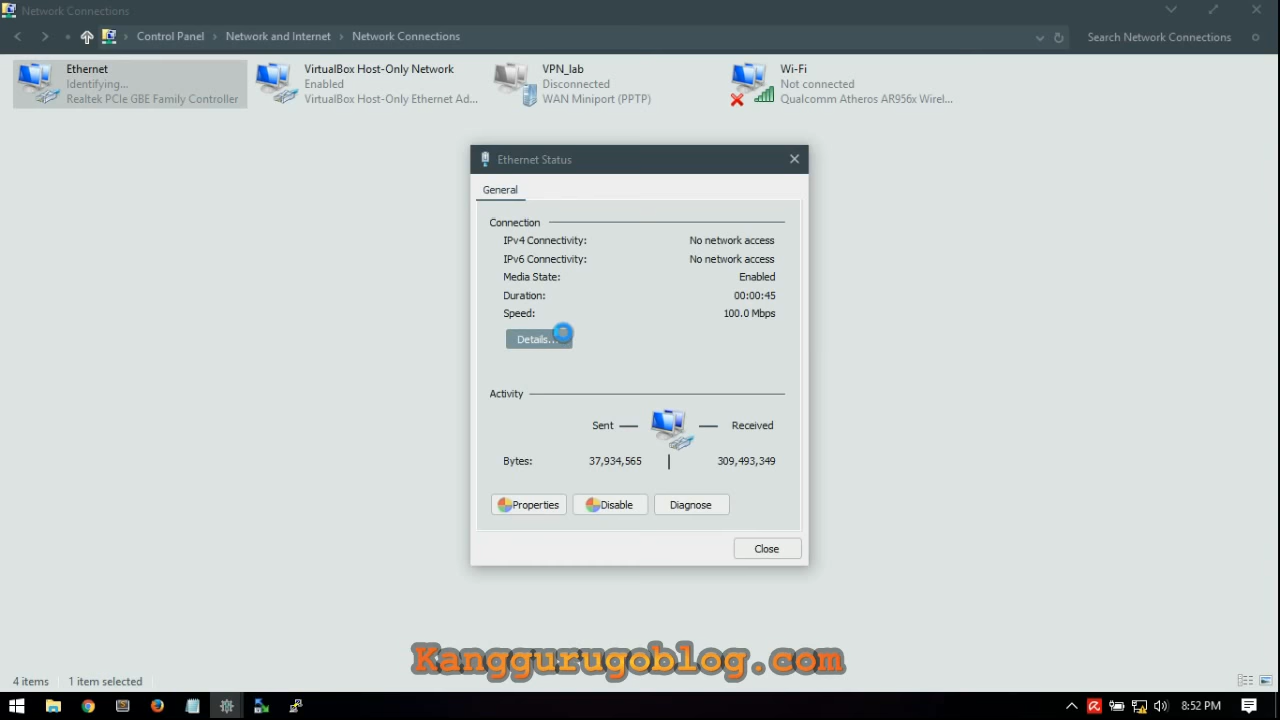 Network Connections
Control Panel > Network and Internet > Network Connections
Search Network Connections
Ethernet
Identifying...
Realtek PCIe GBE Family Controller
VirtualBox Host-Only Network
Enabled
VirtualBox Host-Only Ethernet Ad...
VPN_lab
Disconnected
WAN Miniport (PPTP)
Wi-Fi
Not connected
Qualcomm Atheros AR956x Wirel...
Ethernet Status
General
Connection
IPv4 Connectivity: No network access
IPv6 Connectivity: No network access
Media State: Enabled
Duration: 00:00:45
Speed: 100.0 Mbps
Details...
Activity
Sent — — Received
Bytes: 37,934,565 | 309,493,349
Properties Disable Diagnose
Close
Kanggurugoblog.com
4 items 1 item selected
8:52 PM